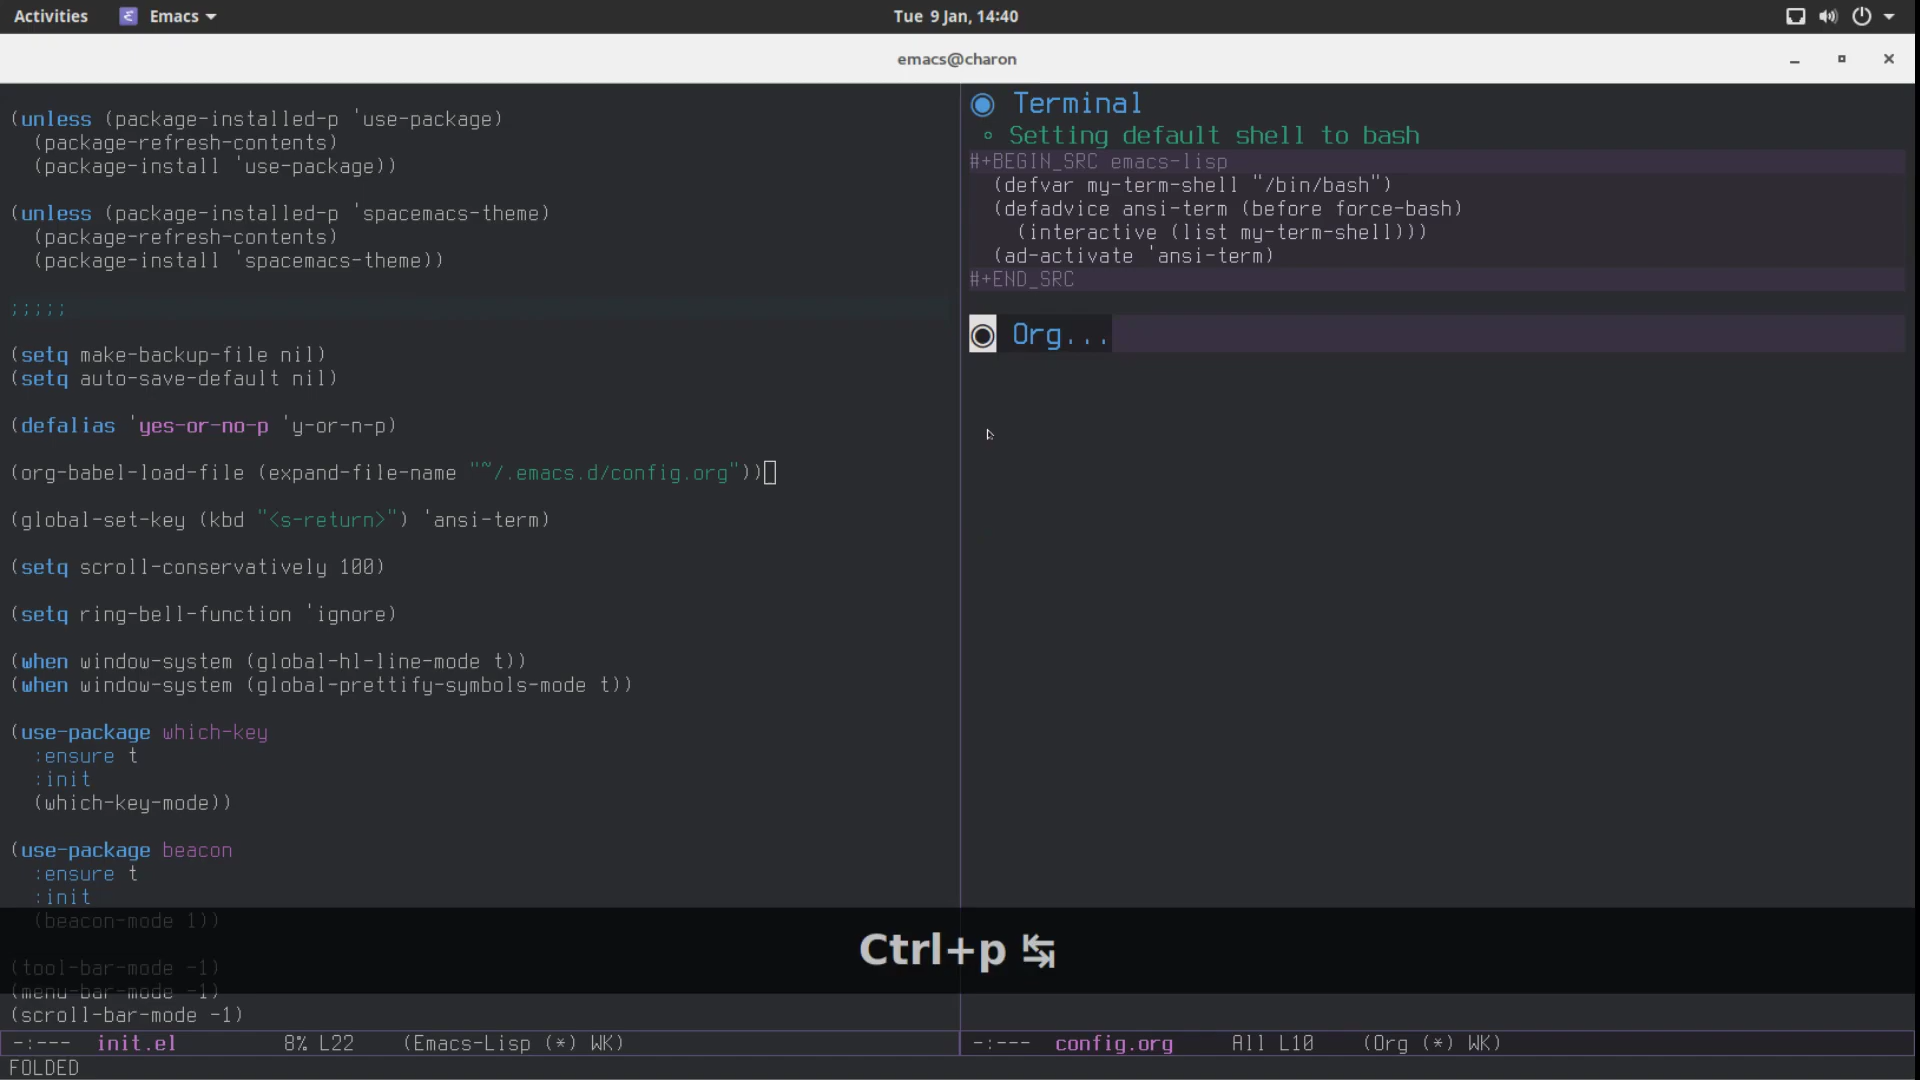 Activities Emacs Tue 9 Jan, 14:40
emacs@charon
(unless (package-installed-p 'use-package)
  (package-refresh-contents)
  (package-install 'use-package))
(unless (package-installed-p 'spacemacs-theme)
  (package-refresh-contents)
  (package-install 'spacemacs-theme))
;;;;;
(setq make-backup-file nil)
(setq auto-save-default nil)
(defalias 'yes-or-no-p 'y-or-n-p)
(org-babel-load-file (expand-file-name "~/.emacs.d/config.org"))
(global-set-key (kbd "<s-return>") 'ansi-term)
(setq scroll-conservatively 100)
(setq ring-bell-function 'ignore)
(when window-system (global-hl-line-mode t))
(when window-system (global-prettify-symbols-mode t))
(use-package which-key
  :ensure t
  :init
  (which-key-mode))
(use-package beacon
  :ensure t
  :init
  (beacon-mode 1))
(tool-bar-mode -1)
(menu-bar-mode -1)
(scroll-bar-mode -1)
-:--- init.el 8% L22 (Emacs-Lisp (*) WK)
◉ Terminal
◦ Setting default shell to bash
#+BEGIN_SRC emacs-lisp
  (defvar my-term-shell "/bin/bash")
  (defadvice ansi-term (before force-bash)
    (interactive (list my-term-shell)))
  (ad-activate 'ansi-term)
#+END_SRC
◉ Org...
-:--- config.org All L10 (Org (*) WK)
Ctrl+p ↹
FOLDED